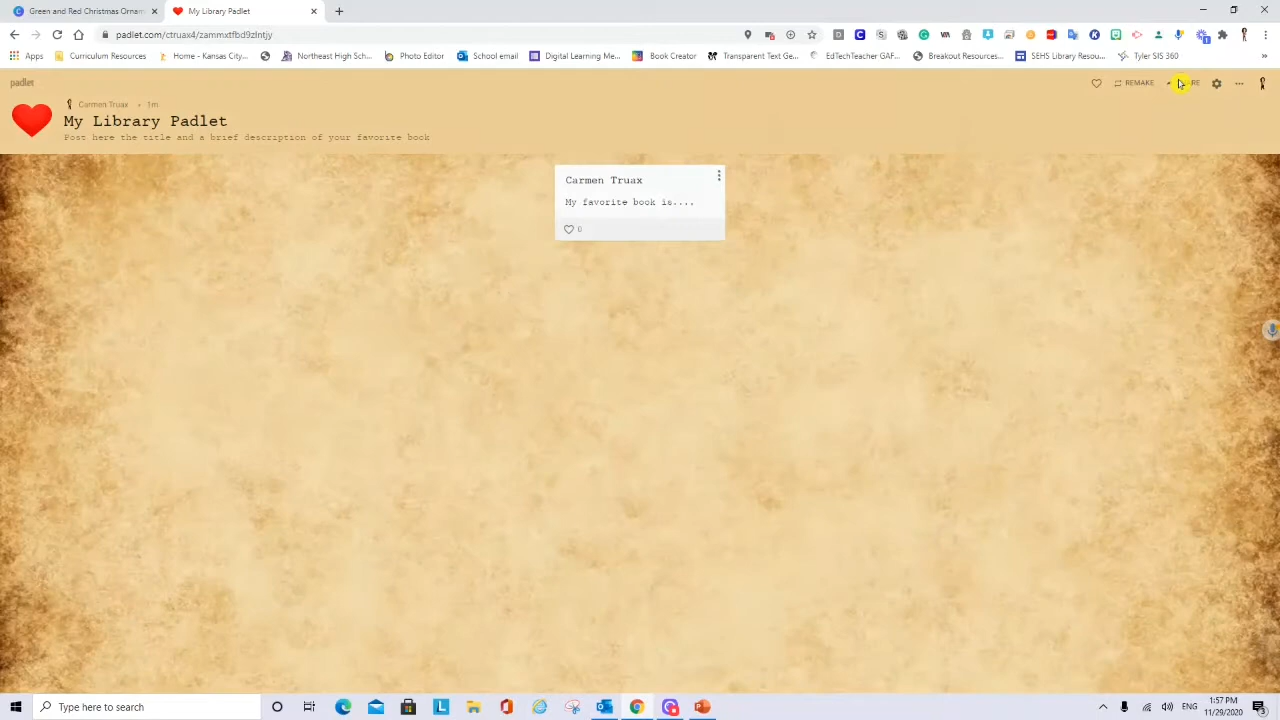 Green and Red Christmas Ornam
My Library Padlet
padlet.com/ctruax4/zammxtfbd9zlntjy
Apps
Curriculum Resources
Home - Kansas City...
Northeast High Sch...
Photo Editor
School email
Digital Learning Me...
Book Creator
Transparent Text Ge...
EdTechTeacher GAF...
Breakout Resources...
SEHS Library Resou...
Tyler SIS 360
padlet
REMAKE
Carmen Truax • 1m
My Library Padlet
Post here the title and a brief description of your favorite book
Carmen Truax
My favorite book is....
0
Type here to search
ENG
1:57 PM
11/29/2020